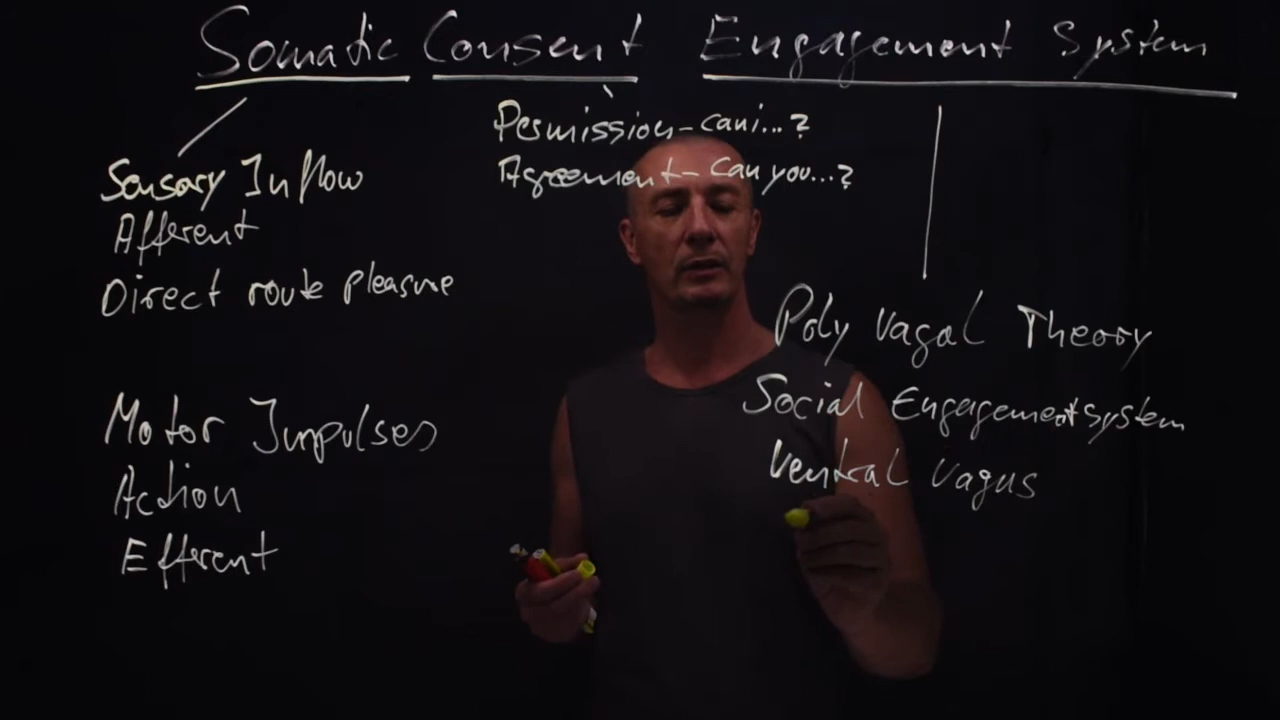 Somatic Consent Engagement System
Permission - can i...?
Agreement - Can you...?
Sensory Inflow
Afferent
Direct route pleasure
Motor Impulses
Action
Efferent
Poly Vagal Theory
Social Engagement system
Ventral Vagus